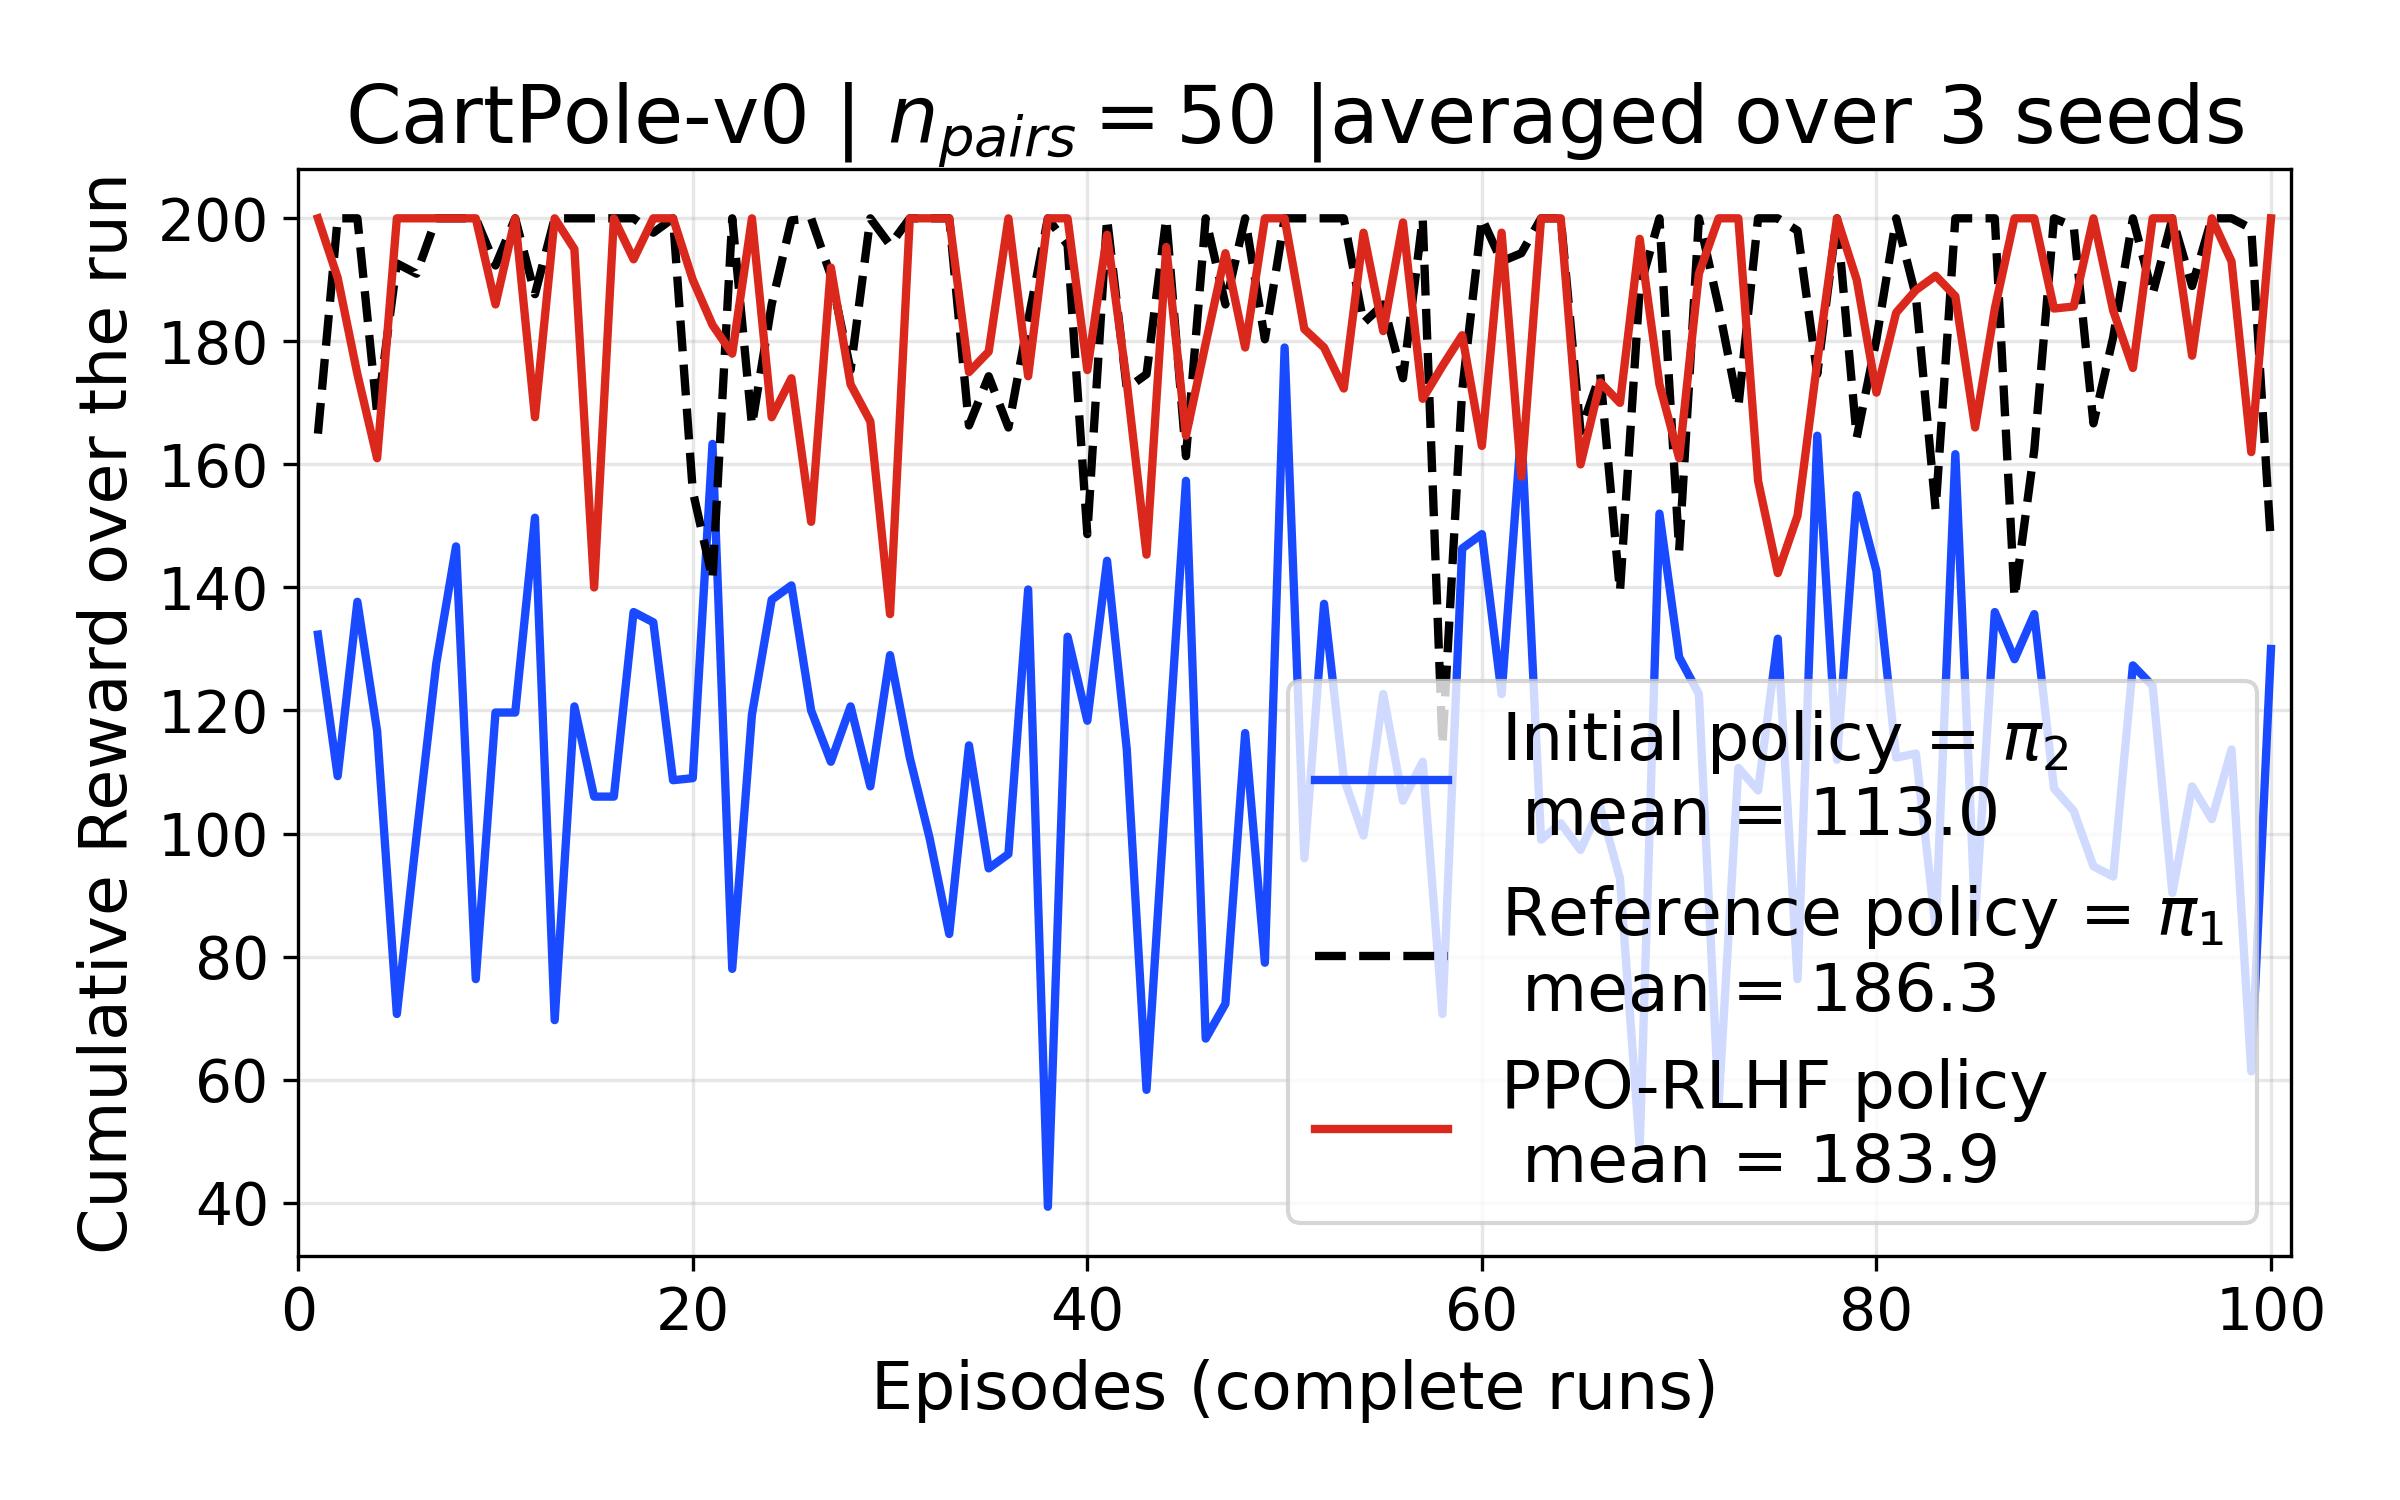 CartPole-v0 | n_pairs = 50 |averaged over 3 seeds
Cumulative Reward over the run
200
180
160
140
120
100
80
60
40
Initial policy = π₂
mean = 113.0
Reference policy = π₁
mean = 186.3
PPO-RLHF policy
mean = 183.9
0 20 40 60 80 100
Episodes (complete runs)